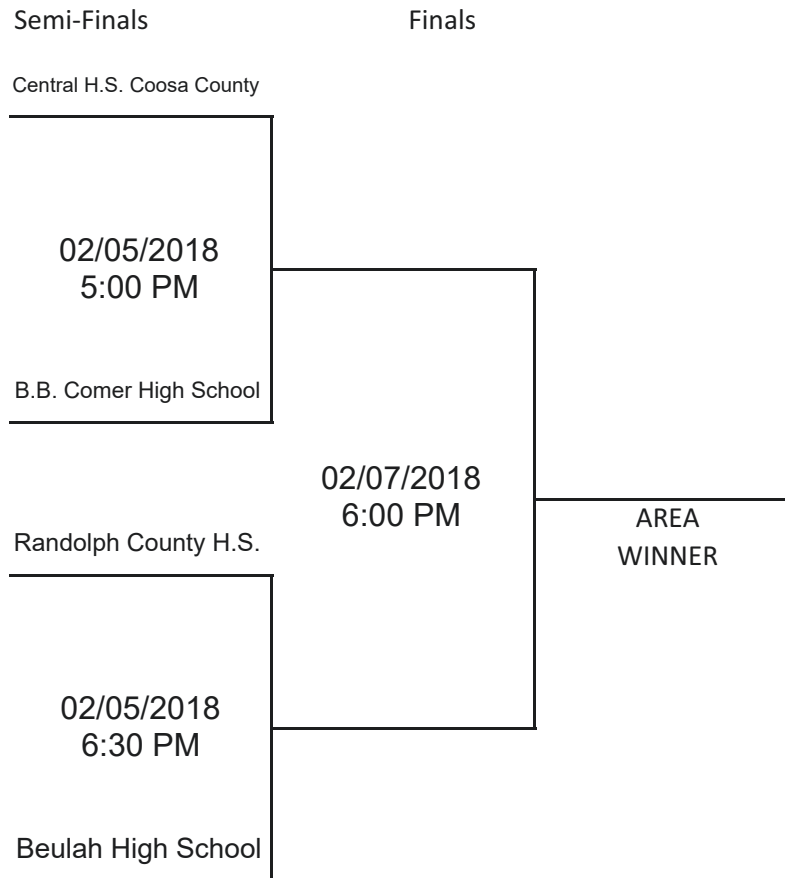 Semi-Finals
Finals
Central H.S. Coosa County
02/05/2018
5:00 PM
B.B. Comer High School
02/07/2018
6:00 PM
AREA
WINNER
Randolph County H.S.
02/05/2018
6:30 PM
Beulah High School